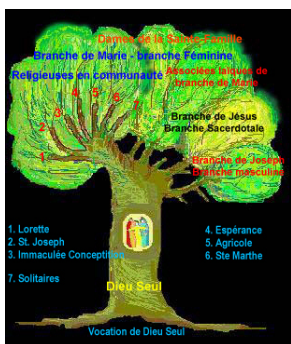 Dames de la Sainte-Famille
Branche de Marie - branche Féminine
Religieuses en communauté
Associées laïques de
branche de Marie
4
5
6
3
7
2
1
Branche de Jésus
Branche Sacerdotale
Branche de Joseph
Branche masculine
1. Lorette
2. St. Joseph
3. Immaculée Conception
7. Solitaires
4. Espérance
5. Agricole
6. Ste Marthe
Dieu Seul
Vocation de Dieu Seul